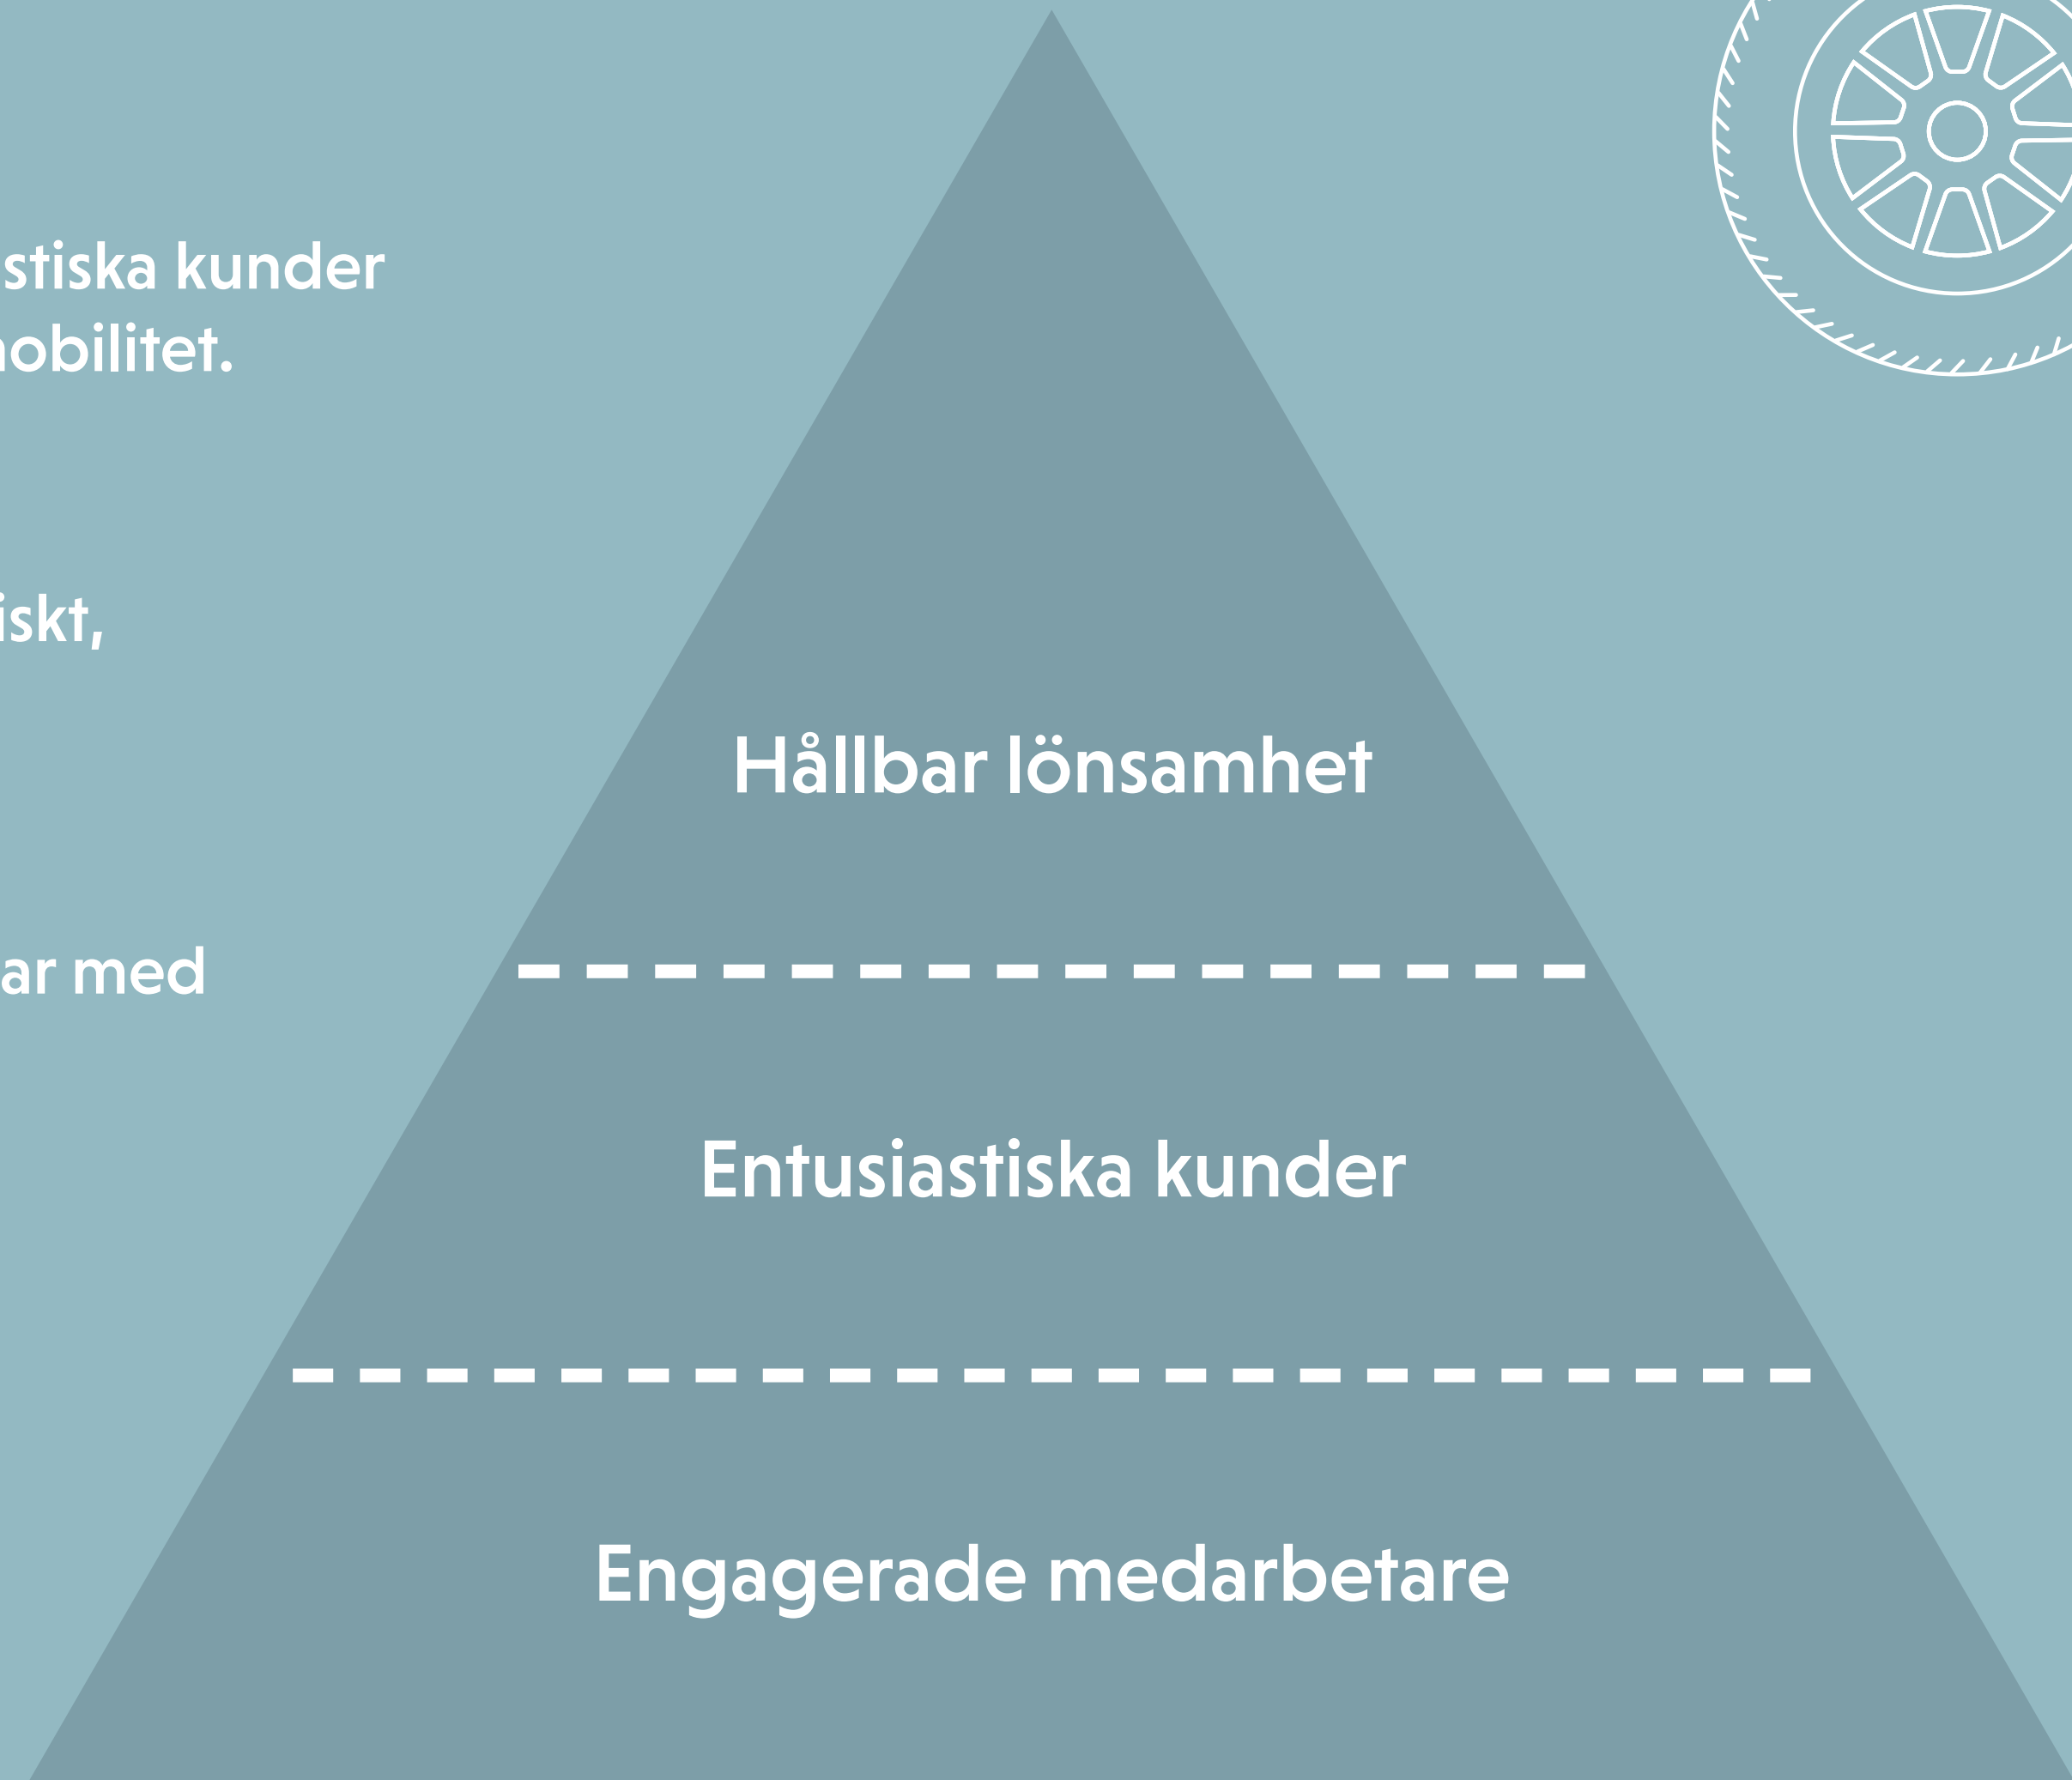 stiska kunder
obilitet.
iskt,
ar med
Hållbar lönsamhet
Entusiastiska kunder
Engagerade medarbetare